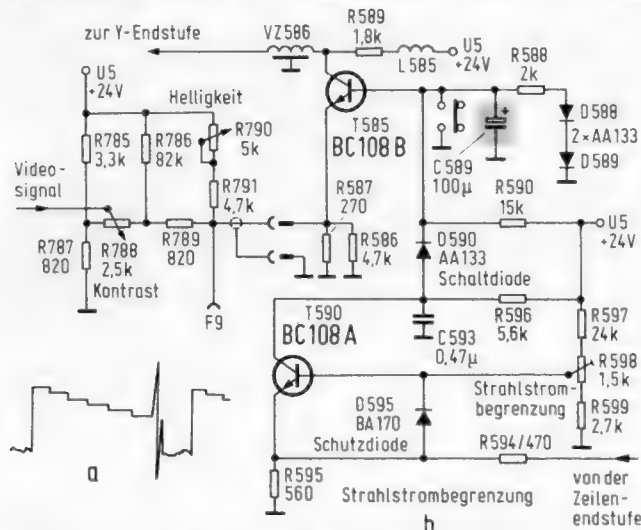 zur Y-Endstufe
VZ586
R589
1,8k
L585
U5
+24V
R588
2k
U5
+24V
Helligkeit
R785
3,3k
R786
82k
R790
5k
T585
BC108B
C589
100µ
+
D588
2×AA133
D589
Video-
signal
R791
4,7k
R587
270
R590
15k
U5
+24V
R787
820
R788
2,5k
Kontrast
R789
820
R586
4,7k
D590
AA133
Schaltdiode
F9
T590
BC108A
C593
0,47µ
R596
5,6k
R597
24k
R598
1,5k
Strahlstrom-
begrenzung
R599
2,7k
D595
BA170
Schutzdiode
R594/470
a
R595
560
Strahlstrombegrenzung
b
von der
Zeilen-
endstufe